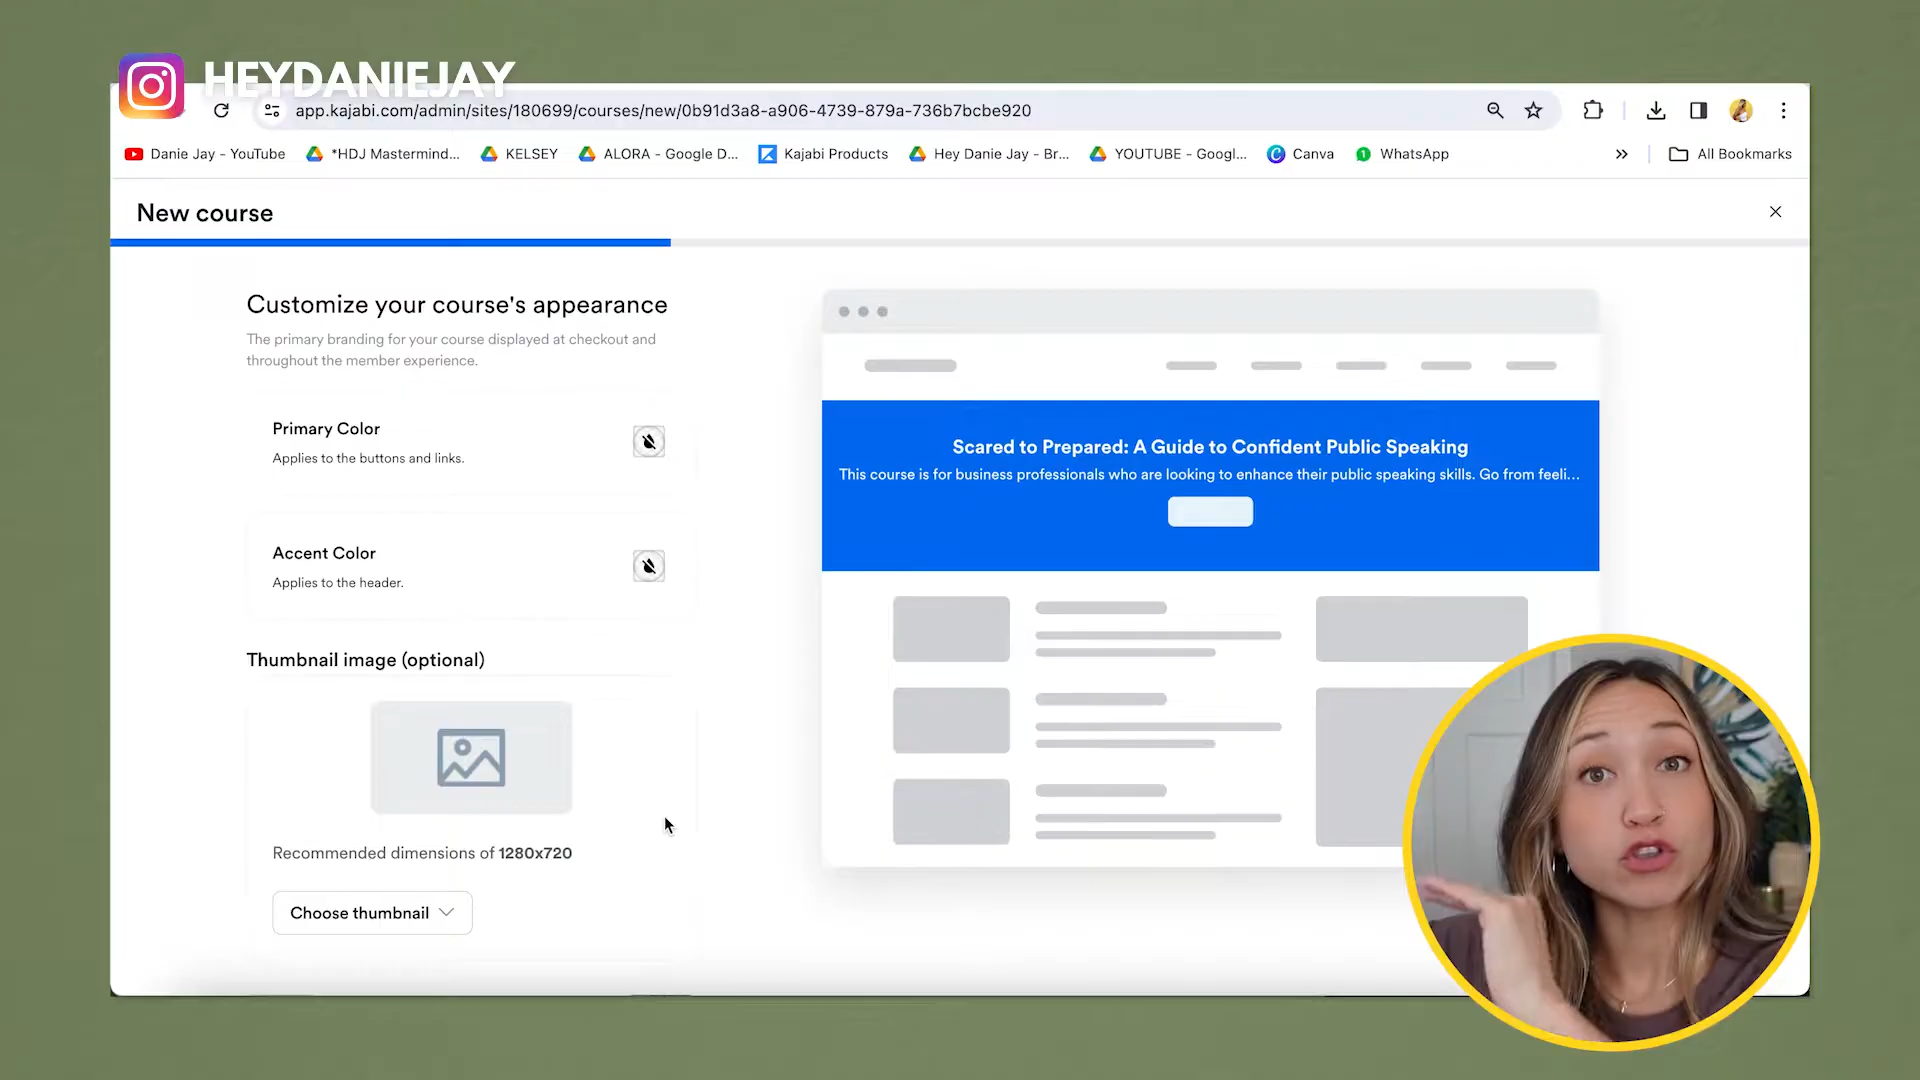 HEYDANIEJAY
app.kajabi.com/admin/sites/180699/courses/new/0b91d3a8-a906-4739-879a-736b7bcbe920
Danie Jay - YouTube *HDJ Mastermind... KELSEY ALORA - Google D... Kajabi Products Hey Danie Jay - Br... YOUTUBE - Googl... Canva WhatsApp » All Bookmarks
New course
Customize your course's appearance
The primary branding for your course displayed at checkout and
throughout the member experience.
Primary Color
Applies to the buttons and links.
Accent Color
Applies to the header.
Thumbnail image (optional)
Recommended dimensions of 1280x720
Choose thumbnail
Scared to Prepared: A Guide to Confident Public Speaking
This course is for business professionals who are looking to enhance their public speaking skills. Go from feeli...